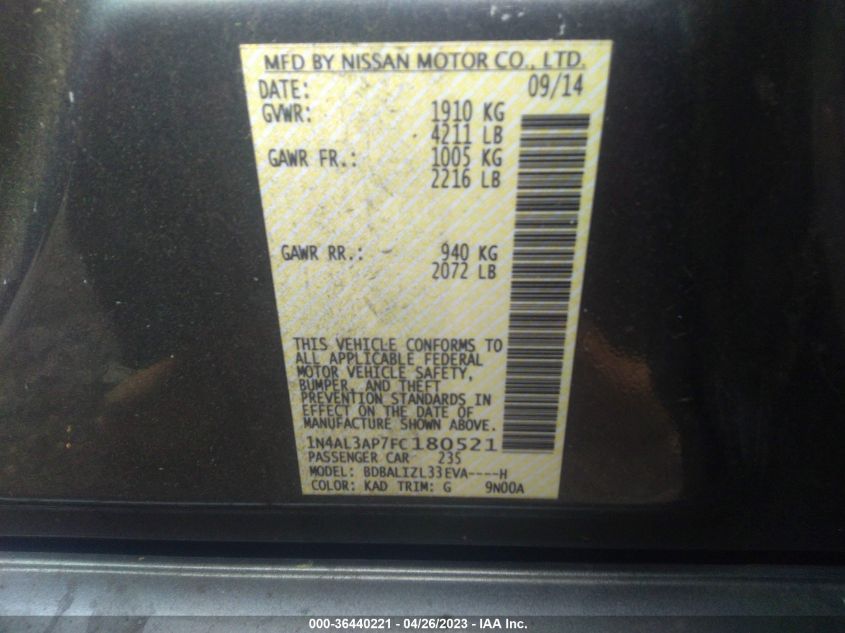 MFD BY NISSAN MOTOR CO., LTD.
DATE: 09/14
GVWR: 1910 KG
4211 LB
GAWR FR.: 1005 KG
2216 LB
GAWR RR.: 940 KG
2072 LB
THIS VEHICLE CONFORMS TO
ALL APPLICABLE FEDERAL
MOTOR VEHICLE SAFETY,
BUMPER, AND THEFT
PREVENTION STANDARDS IN
EFFECT ON THE DATE OF
MANUFACTURE SHOWN ABOVE.
1N4AL3AP7FC180521
PASSENGER CAR 235
MODEL: BDBALIZL33EVA----H
COLOR: KAD TRIM: G 9N00A
000-36440221 - 04/26/2023 - IAA Inc.